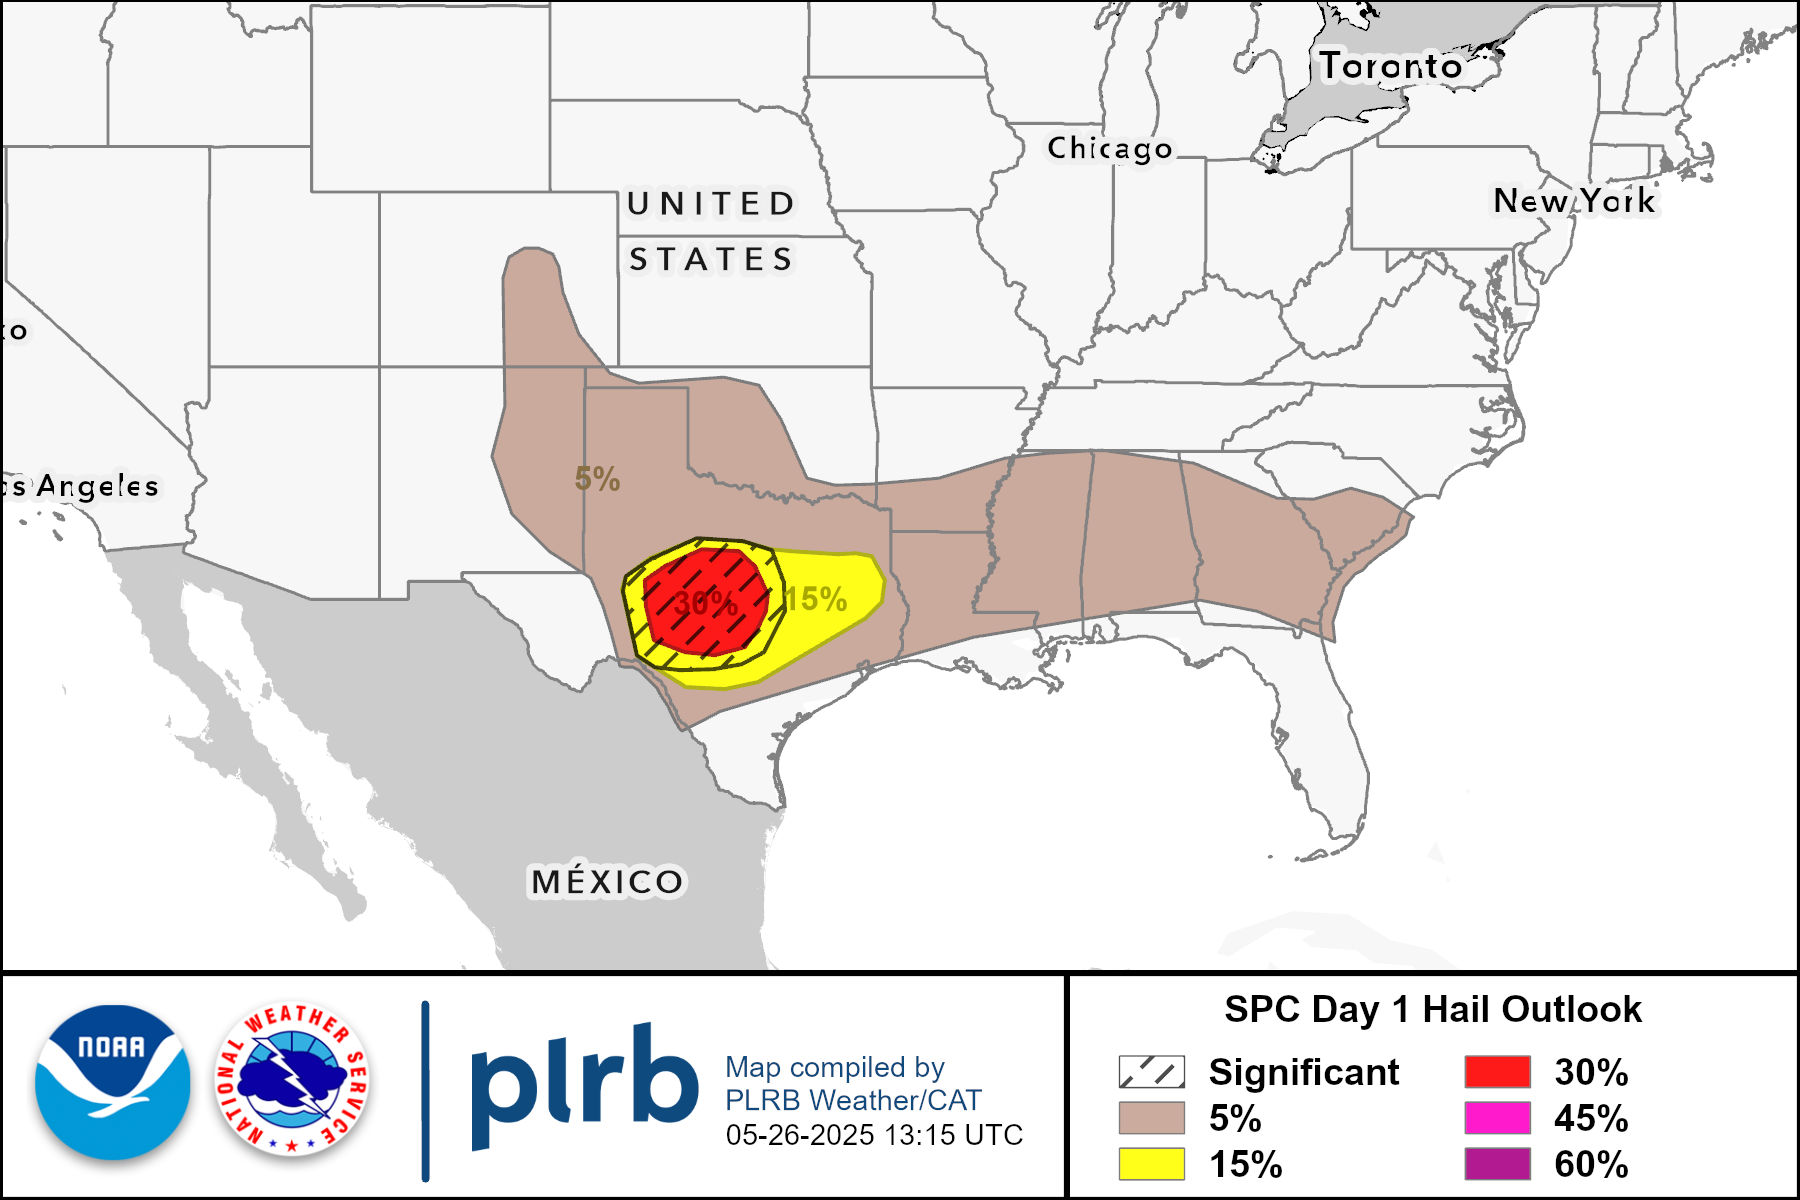 Toronto
Chicago
New York
UNITED
STATES
to
os Angeles
5%
30%
15%
MÉXICO
NOAA
NATIONAL WEATHER SERVICE
plrb
Map compiled by
PLRB Weather/CAT
05-26-2025 13:15 UTC
SPC Day 1 Hail Outlook
Significant
5%
15%
30%
45%
60%